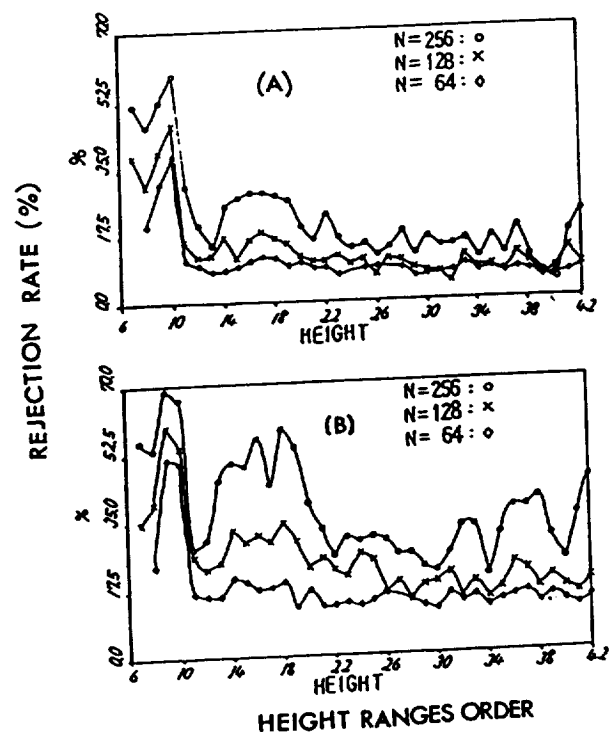 70.0
52.5
35.0
17.5
0.0
%
(A)
N=256: o
N=128: ×
N= 64: ◇
6 10 14 18 22 26 30 34 38 42
HEIGHT
REJECTION RATE (%)
70.0
52.5
35.0
17.5
0.0
%
(B)
N=256: o
N=128: ×
N= 64: ◇
6 10 14 18 22 26 30 34 38 42
HEIGHT
HEIGHT RANGES ORDER